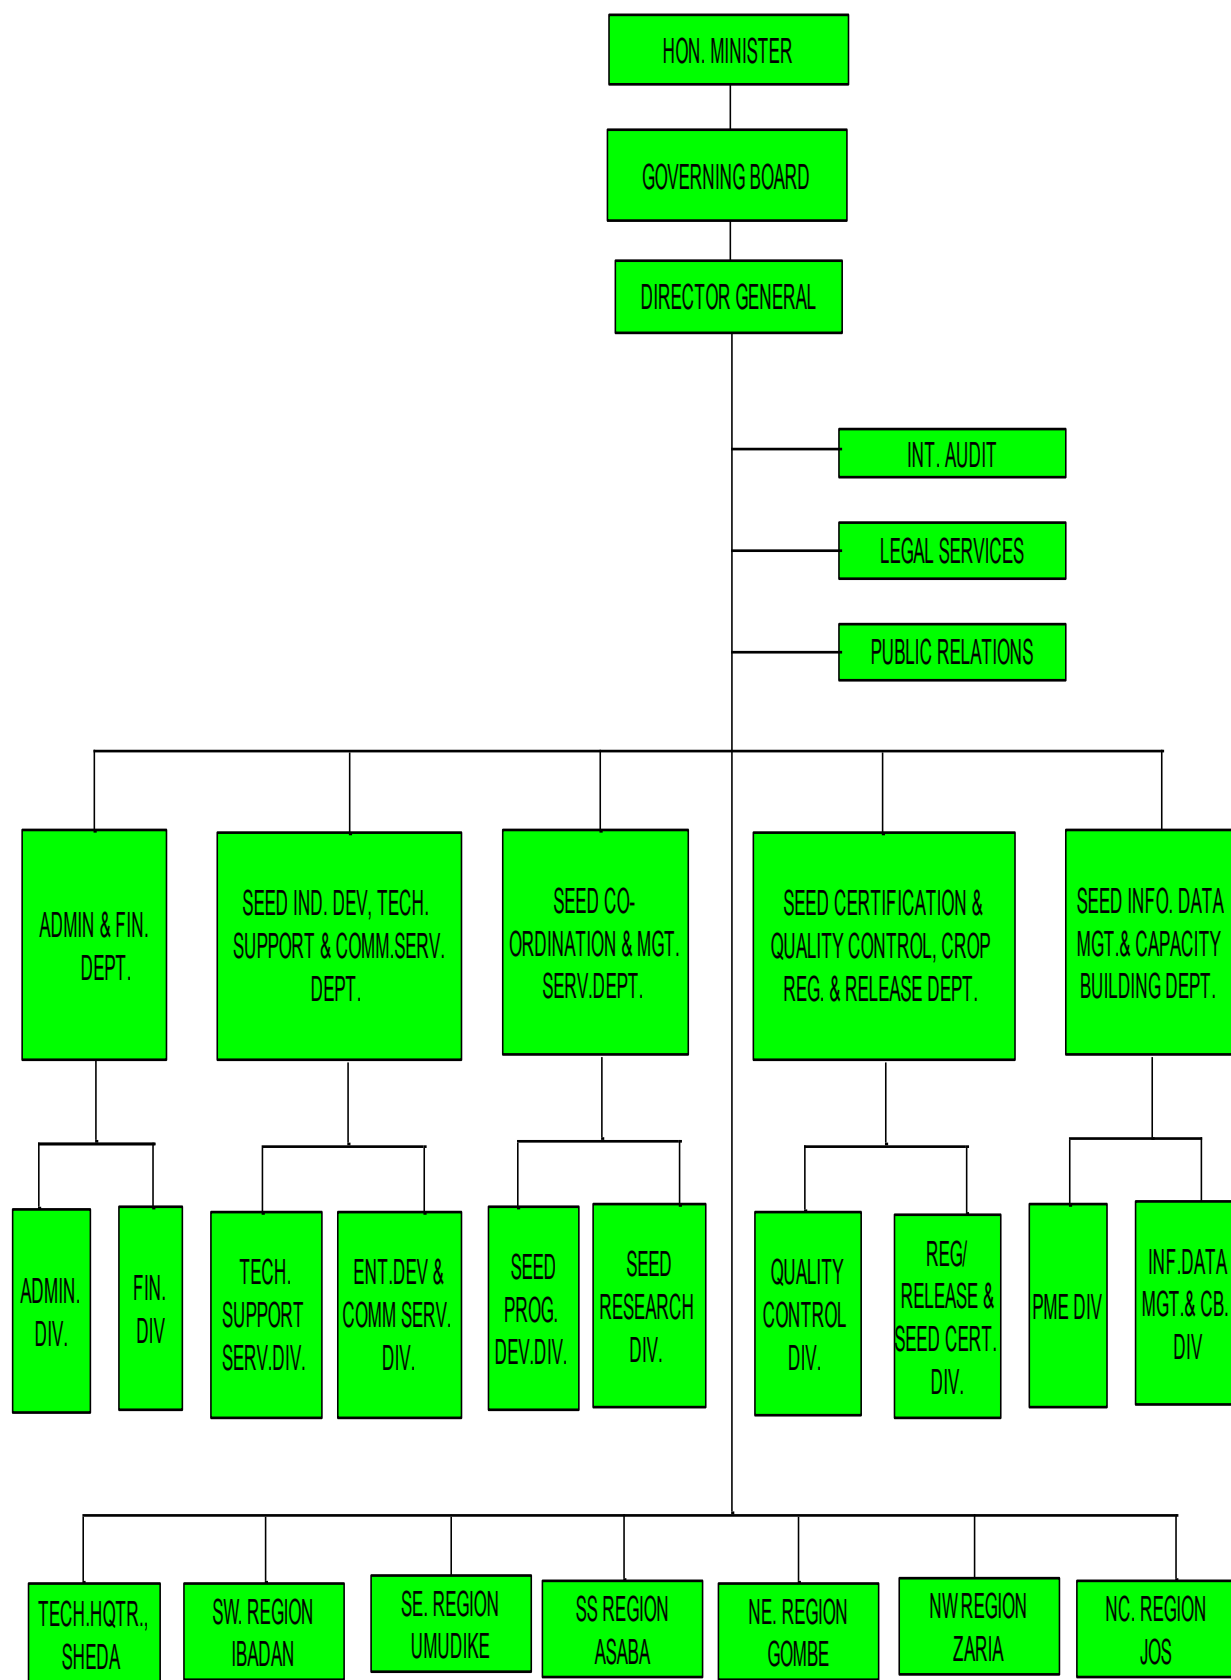 HON. MINISTER
GOVERNING BOARD
DIRECTOR GENERAL
INT. AUDIT
LEGAL SERVICES
PUBLIC RELATIONS
ADMIN & FIN.
DEPT.
SEED IND. DEV, TECH.
SUPPORT & COMM.SERV.
DEPT.
SEED CO-
ORDINATION & MGT.
SERV.DEPT.
SEED CERTIFICATION &
QUALITY CONTROL, CROP
REG. & RELEASE DEPT.
SEED INFO. DATA
MGT.& CAPACITY
BUILDING DEPT.
ADMIN.
DIV.
FIN.
DIV
TECH.
SUPPORT
SERV.DIV.
ENT.DEV &
COMM SERV.
DIV.
SEED
PROG.
DEV.DIV.
SEED
RESEARCH
DIV.
QUALITY
CONTROL
DIV.
REG/
RELEASE &
SEED CERT.
DIV.
PME DIV
INF.DATA
MGT.& CB.
DIV
TECH.HQTR.,
SHEDA
SW. REGION
IBADAN
SE. REGION
UMUDIKE
SS REGION
ASABA
NE. REGION
GOMBE
NW REGION
ZARIA
NC. REGION
JOS